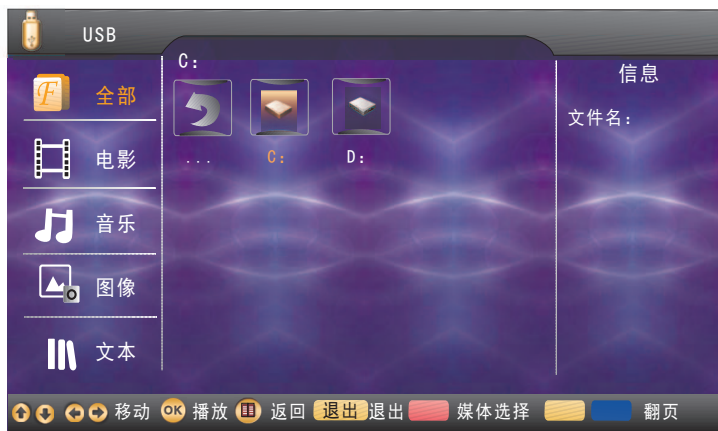 USB
C:
全部
电影
音乐
图像
文本
...
C:
D:
信息
文件名:
移动 OK 播放 返回 退出 退出 媒体选择 翻页